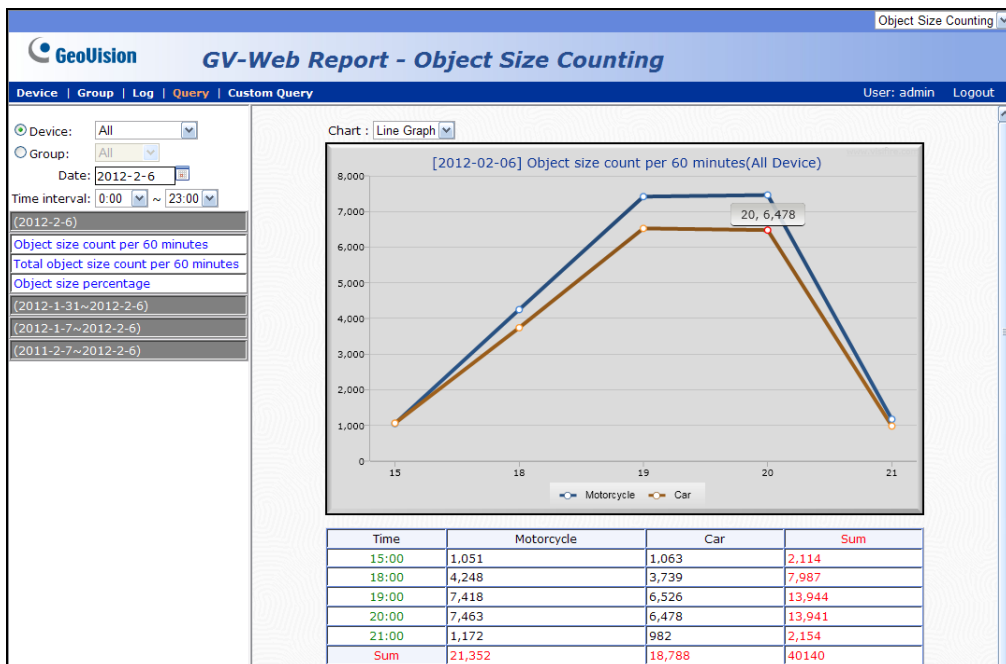 Object Size Counting
GeoVision
GV-Web Report - Object Size Counting
Device | Group | Log | Query | Custom Query
User: admin Logout
Device: All
Group: All
Date: 2012-2-6
Time interval: 0:00 ~ 23:00
(2012-2-6)
Object size count per 60 minutes
Total object size count per 60 minutes
Object size percentage
(2012-1-31~2012-2-6)
(2012-1-7~2012-2-6)
(2011-2-7~2012-2-6)
Chart : Line Graph
[2012-02-06] Object size count per 60 minutes(All Device)
8,000
7,000
6,000
5,000
4,000
3,000
2,000
1,000
0
20, 6,478
15 18 19 20 21
Motorcycle Car
Time Motorcycle Car Sum
15:00 1,051 1,063 2,114
18:00 4,248 3,739 7,987
19:00 7,418 6,526 13,944
20:00 7,463 6,478 13,941
21:00 1,172 982 2,154
Sum 21,352 18,788 40140